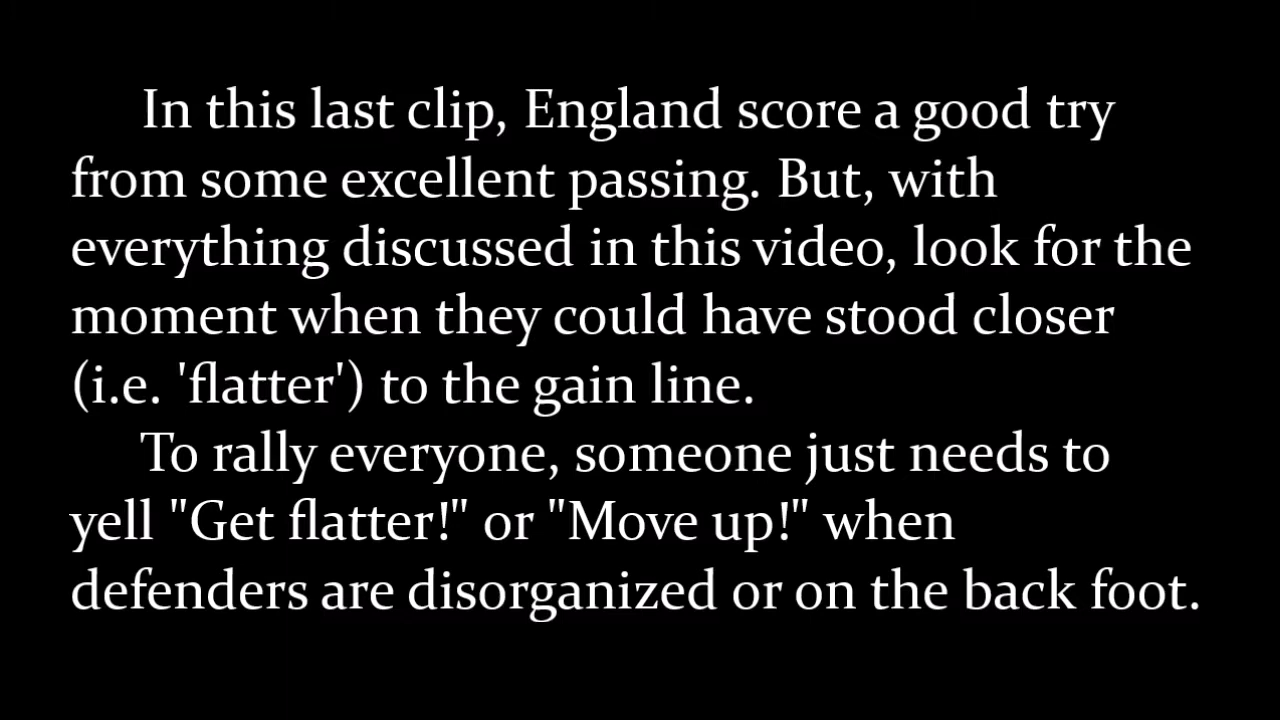 In this last clip, England score a good try
from some excellent passing. But, with
everything discussed in this video, look for the
moment when they could have stood closer
(i.e. 'flatter') to the gain line.
To rally everyone, someone just needs to
yell "Get flatter!" or "Move up!" when
defenders are disorganized or on the back foot.